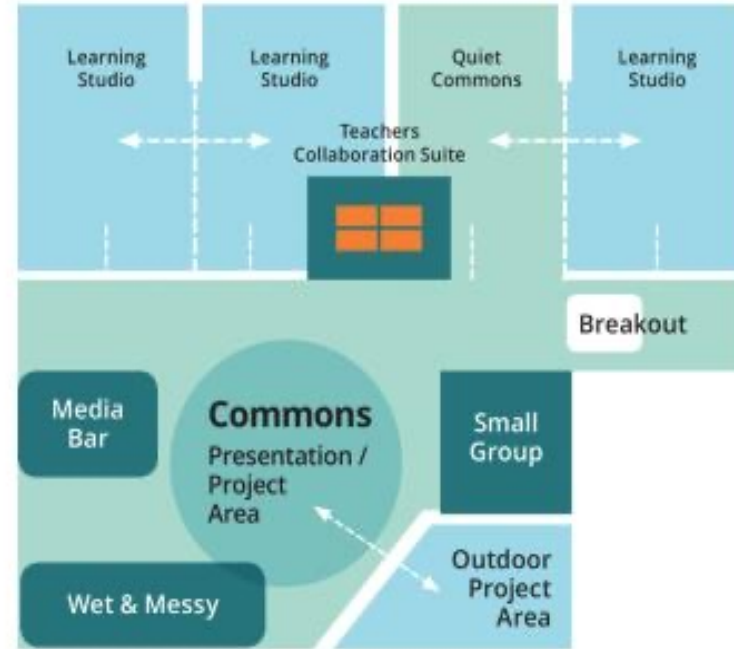 Learning
Studio
Learning
Studio
Quiet
Commons
Learning
Studio
Teachers
Collaboration Suite
Breakout
Media
Bar
Commons
Presentation /
Project
Area
Small
Group
Outdoor
Project
Area
Wet & Messy